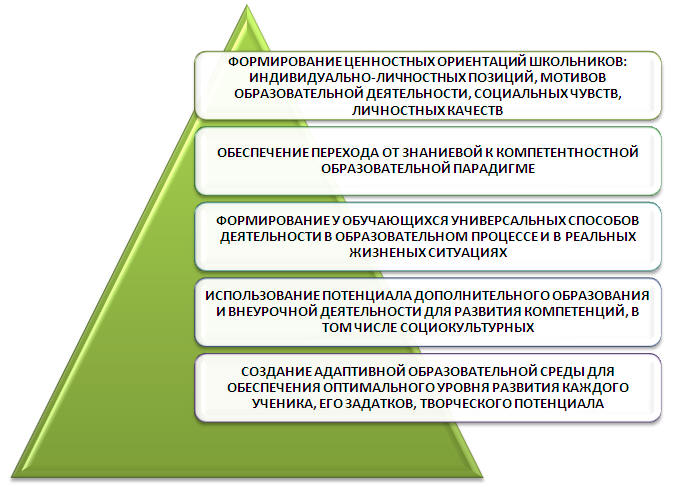 ФОРМИРОВАНИЕ ЦЕННОСТНЫХ ОРИЕНТАЦИЙ ШКОЛЬНИКОВ:
ИНДИВИДУАЛЬНО-ЛИЧНОСТНЫХ ПОЗИЦИЙ, МОТИВОВ
ОБРАЗОВАТЕЛЬНОЙ ДЕЯТЕЛЬНОСТИ, СОЦИАЛЬНЫХ ЧУВСТВ,
ЛИЧНОСТНЫХ КАЧЕСТВ
ОБЕСПЕЧЕНИЕ ПЕРЕХОДА ОТ ЗНАНИЕВОЙ К КОМПЕТЕНТНОСТНОЙ
ОБРАЗОВАТЕЛЬНОЙ ПАРАДИГМЕ
ФОРМИРОВАНИЕ У ОБУЧАЮЩИХСЯ УНИВЕРСАЛЬНЫХ СПОСОБОВ
ДЕЯТЕЛЬНОСТИ В ОБРАЗОВАТЕЛЬНОМ ПРОЦЕССЕ И В РЕАЛЬНЫХ
ЖИЗНЕНЫХ СИТУАЦИЯХ
ИСПОЛЬЗОВАНИЕ ПОТЕНЦИАЛА ДОПОЛНИТЕЛЬНОГО ОБРАЗОВАНИЯ
И ВНЕУРОЧНОЙ ДЕЯТЕЛЬНОСТИ ДЛЯ РАЗВИТИЯ КОМПЕТЕНЦИЙ, В
ТОМ ЧИСЛЕ СОЦИОКУЛЬТУРНЫХ
СОЗДАНИЕ АДАПТИВНОЙ ОБРАЗОВАТЕЛЬНОЙ СРЕДЫ ДЛЯ
ОБЕСПЕЧЕНИЯ ОПТИМАЛЬНОГО УРОВНЯ РАЗВИТИЯ КАЖДОГО
УЧЕНИКА, ЕГО ЗАДАТКОВ, ТВОРЧЕСКОГО ПОТЕНЦИАЛА